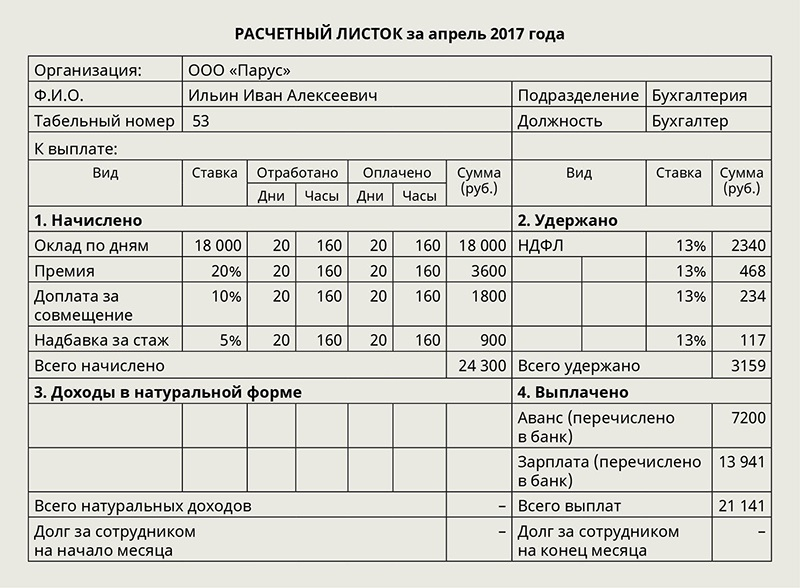 РАСЧЕТНЫЙ ЛИСТОК за апрель 2017 года
Организация: ООО «Парус»
Ф.И.О. Ильин Иван Алексеевич Подразделение Бухгалтерия
Табельный номер 53 Должность Бухгалтер
К выплате:
Вид Ставка Отработано Оплачено Сумма (руб.) Вид Ставка Сумма (руб.)
Дни Часы Дни Часы
1. Начислено 2. Удержано
Оклад по дням 18 000 20 160 20 160 18 000 НДФЛ 13% 2340
Премия 20% 20 160 20 160 3600 13% 468
Доплата за 10% 20 160 20 160 1800 13% 234
совмещение
Надбавка за стаж 5% 20 160 20 160 900 13% 117
Всего начислено 24 300 Всего удержано 3159
3. Доходы в натуральной форме 4. Выплачено
Аванс (перечислено 7200
в банк)
Зарплата (перечислено 13 941
в банк)
Всего натуральных доходов – Всего выплат 21 141
Долг за сотрудником – Долг за сотрудником –
на начало месяца на конец месяца